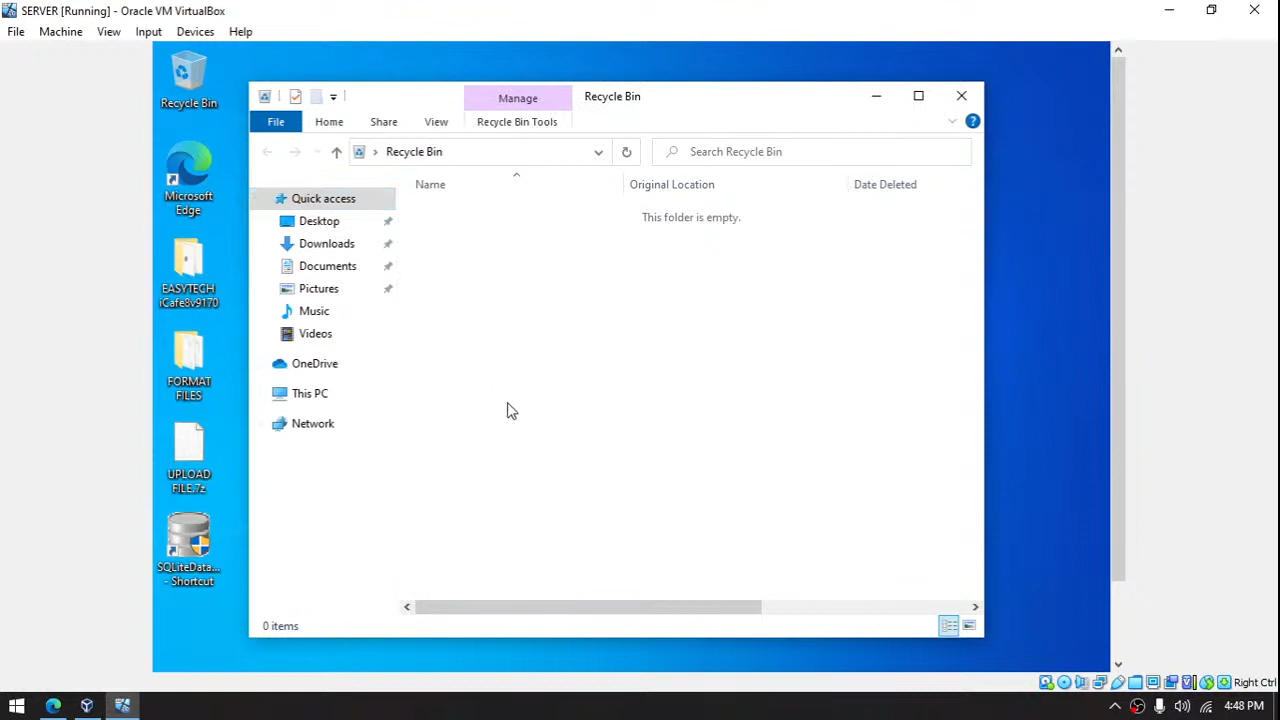 SERVER [Running] - Oracle VM VirtualBox
File Machine View Input Devices Help
Recycle Bin
Microsoft
Edge
EASYTECH
iCafe8v9170
FORMAT
FILES
UPLOAD
FILE.7z
SQLiteData...
- Shortcut
Manage Recycle Bin
File Home Share View Recycle Bin Tools
Recycle Bin
Search Recycle Bin
Name Original Location Date Deleted
This folder is empty.
Quick access
Desktop
Downloads
Documents
Pictures
Music
Videos
OneDrive
This PC
Network
0 items
Right Ctrl
4:48 PM